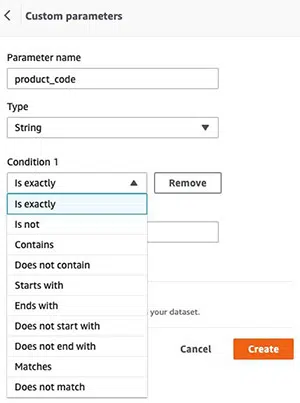 Custom parameters
Parameter name
product_code
Type
String
Condition 1
Is exactly
Remove
Is exactly
Is not
Contains
Does not contain
Starts with
Ends with
your dataset.
Does not start with
Does not end with
Cancel
Create
Matches
Does not match